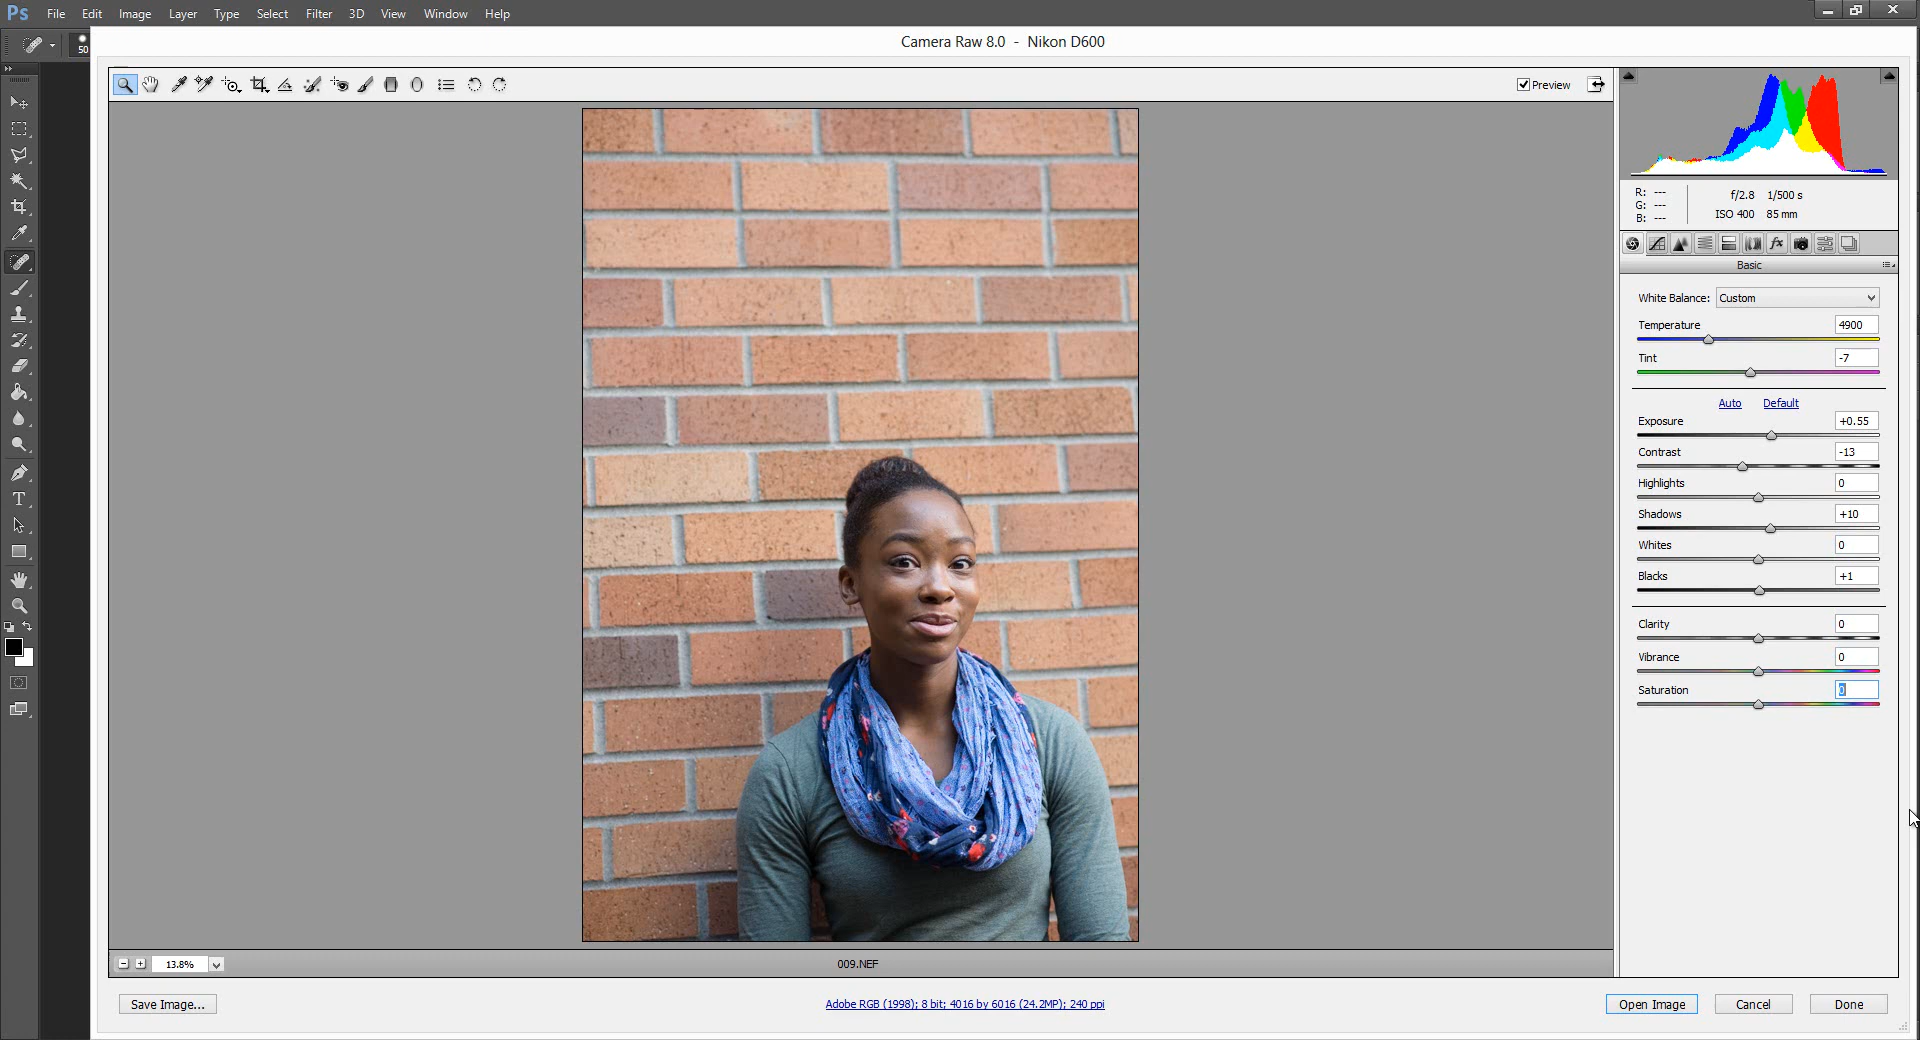 Ps File Edit Image Layer Type Select Filter 3D View Window Help
50
Camera Raw 8.0 - Nikon D600
Preview
R: ---
G: ---
B: ---
f/2.8 1/500 s
ISO 400 85 mm
fx
Basic
White Balance: Custom
Temperature 4900
Tint -7
Auto Default
Exposure +0.55
Contrast -13
Highlights 0
Shadows +10
Whites 0
Blacks +1
Clarity 0
Vibrance 0
Saturation 0
T
13.8%
009.NEF
Save Image...
Adobe RGB (1998); 8 bit; 4016 by 6016 (24.2MP); 240 ppi
Open Image Cancel Done